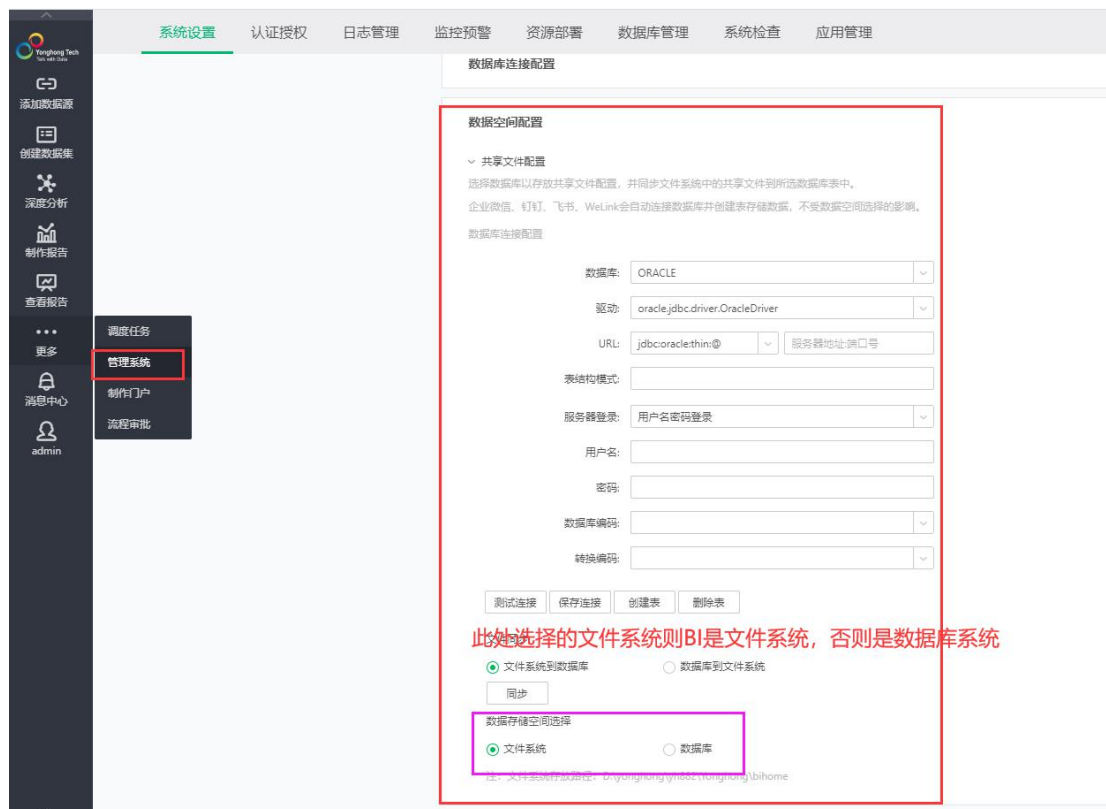 系统设置 认证授权 日志管理 监控预警 资源部署 数据库管理 系统检查 应用管理
Yonghong Tech
Talk with Data
添加数据源
创建数据集
深度分析
制作报告
查看报告
更多
消息中心
admin
调度任务
管理系统
制作门户
流程审批
数据库连接配置
数据空间配置
共享文件配置
选择数据库以存放共享文件配置,并同步文件系统中的共享文件到所选数据库表中。
企业微信、钉钉、飞书、WeLink会自动连接数据库并创建表存储数据,不受数据空间选择的影响。
数据库连接配置
数据库: ORACLE
驱动: oracle.jdbc.driver.OracleDriver
URL: jdbc:oracle:thin:@ 服务器地址:端口号
表结构模式:
服务器登录: 用户名密码登录
用户名:
密码:
数据库编码:
转换编码:
测试连接 保存连接 创建表 删除表
此处选择的文件系统则BI是文件系统,否则是数据库系统
文件系统到数据库 数据库到文件系统
同步
数据存储空间选择
文件系统 数据库
注:文件系统存放路径: